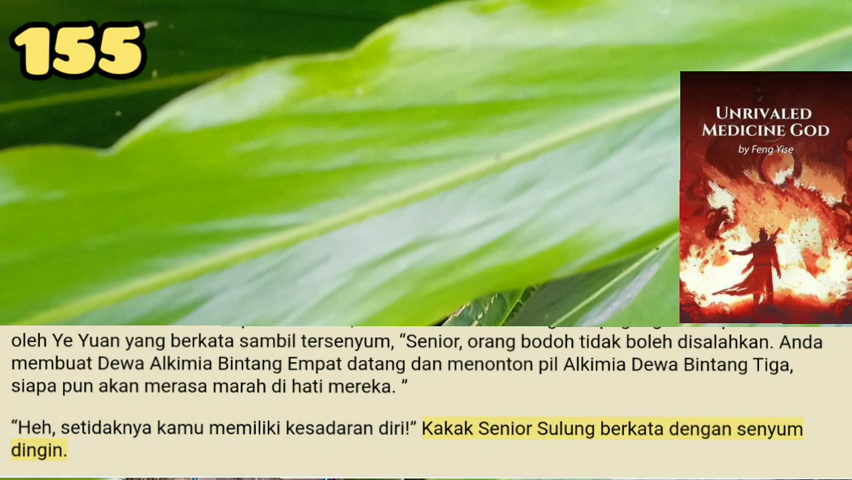 155
UNRIVALED
MEDICINE GOD
by Feng Yise
oleh Ye Yuan yang berkata sambil tersenyum, “Senior, orang bodoh tidak boleh disalahkan. Anda
membuat Dewa Alkimia Bintang Empat datang dan menonton pil Alkimia Dewa Bintang Tiga,
siapa pun akan merasa marah di hati mereka. ”
“Heh, setidaknya kamu memiliki kesadaran diri!” Kakak Senior Sulung berkata dengan senyum
dingin.